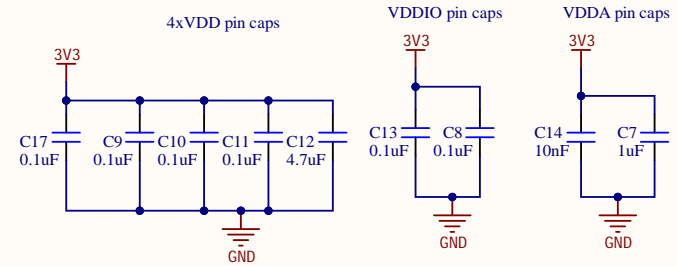 4xVDD pin caps
VDDIO pin caps
VDDA pin caps
3V3
3V3
3V3
C17
0.1uF
C9
0.1uF
C10
0.1uF
C11
0.1uF
C12
4.7uF
C13
0.1uF
C8
0.1uF
C14
10nF
C7
1uF
GND
GND
GND